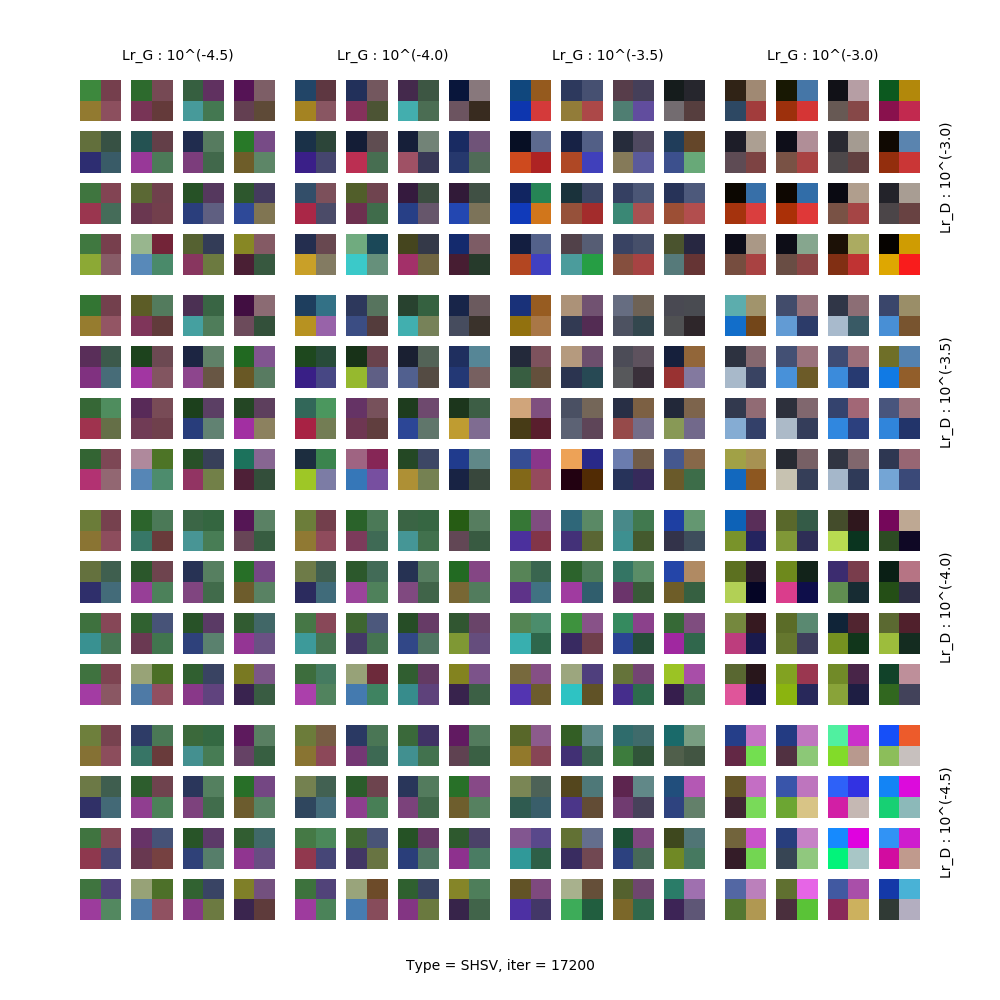 Lr_G : 10^(-4.5)
Lr_G : 10^(-4.0)
Lr_G : 10^(-3.5)
Lr_G : 10^(-3.0)
Lr_D : 10^(-3.0)
Lr_D : 10^(-3.5)
Lr_D : 10^(-4.0)
Lr_D : 10^(-4.5)
Type = SHSV, iter = 17200